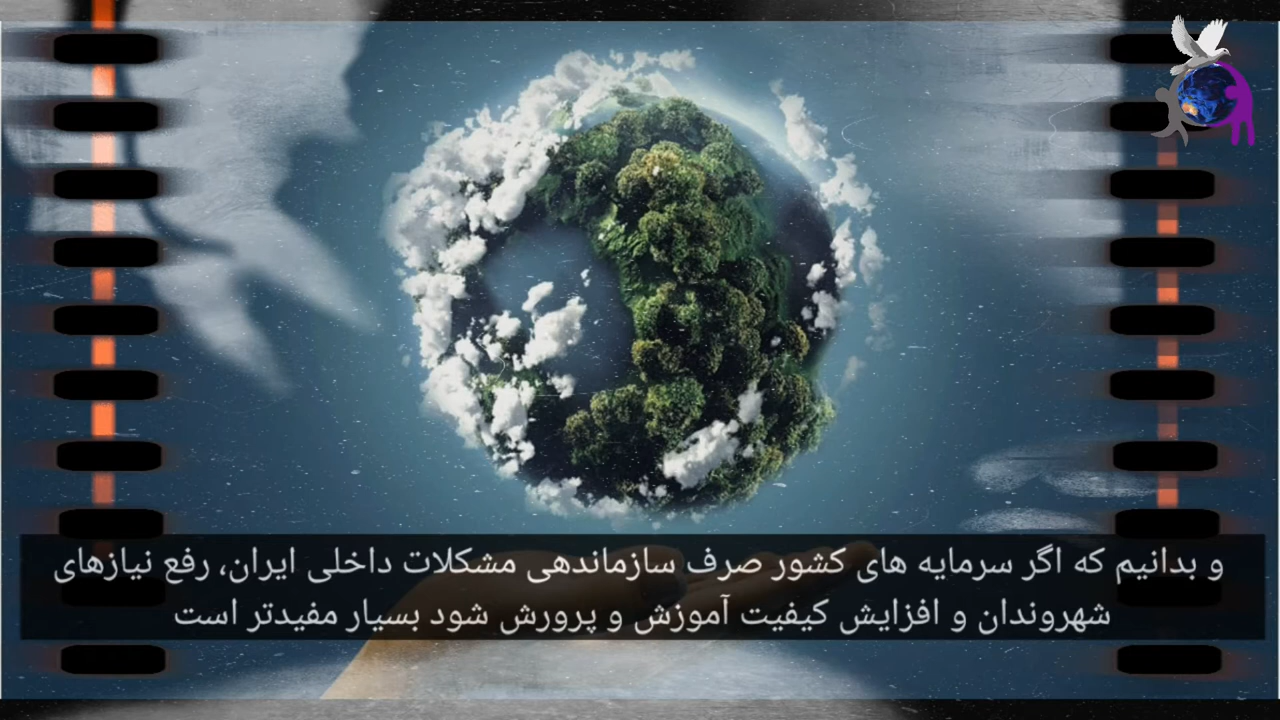 و بدانیم که اگر سرمایه های کشور صرف سازماندهی مشکلات داخلی ایران، رفع نیازهای
شهروندان و افزایش کیفیت آموزش و پرورش شود بسیار مفیدتر است